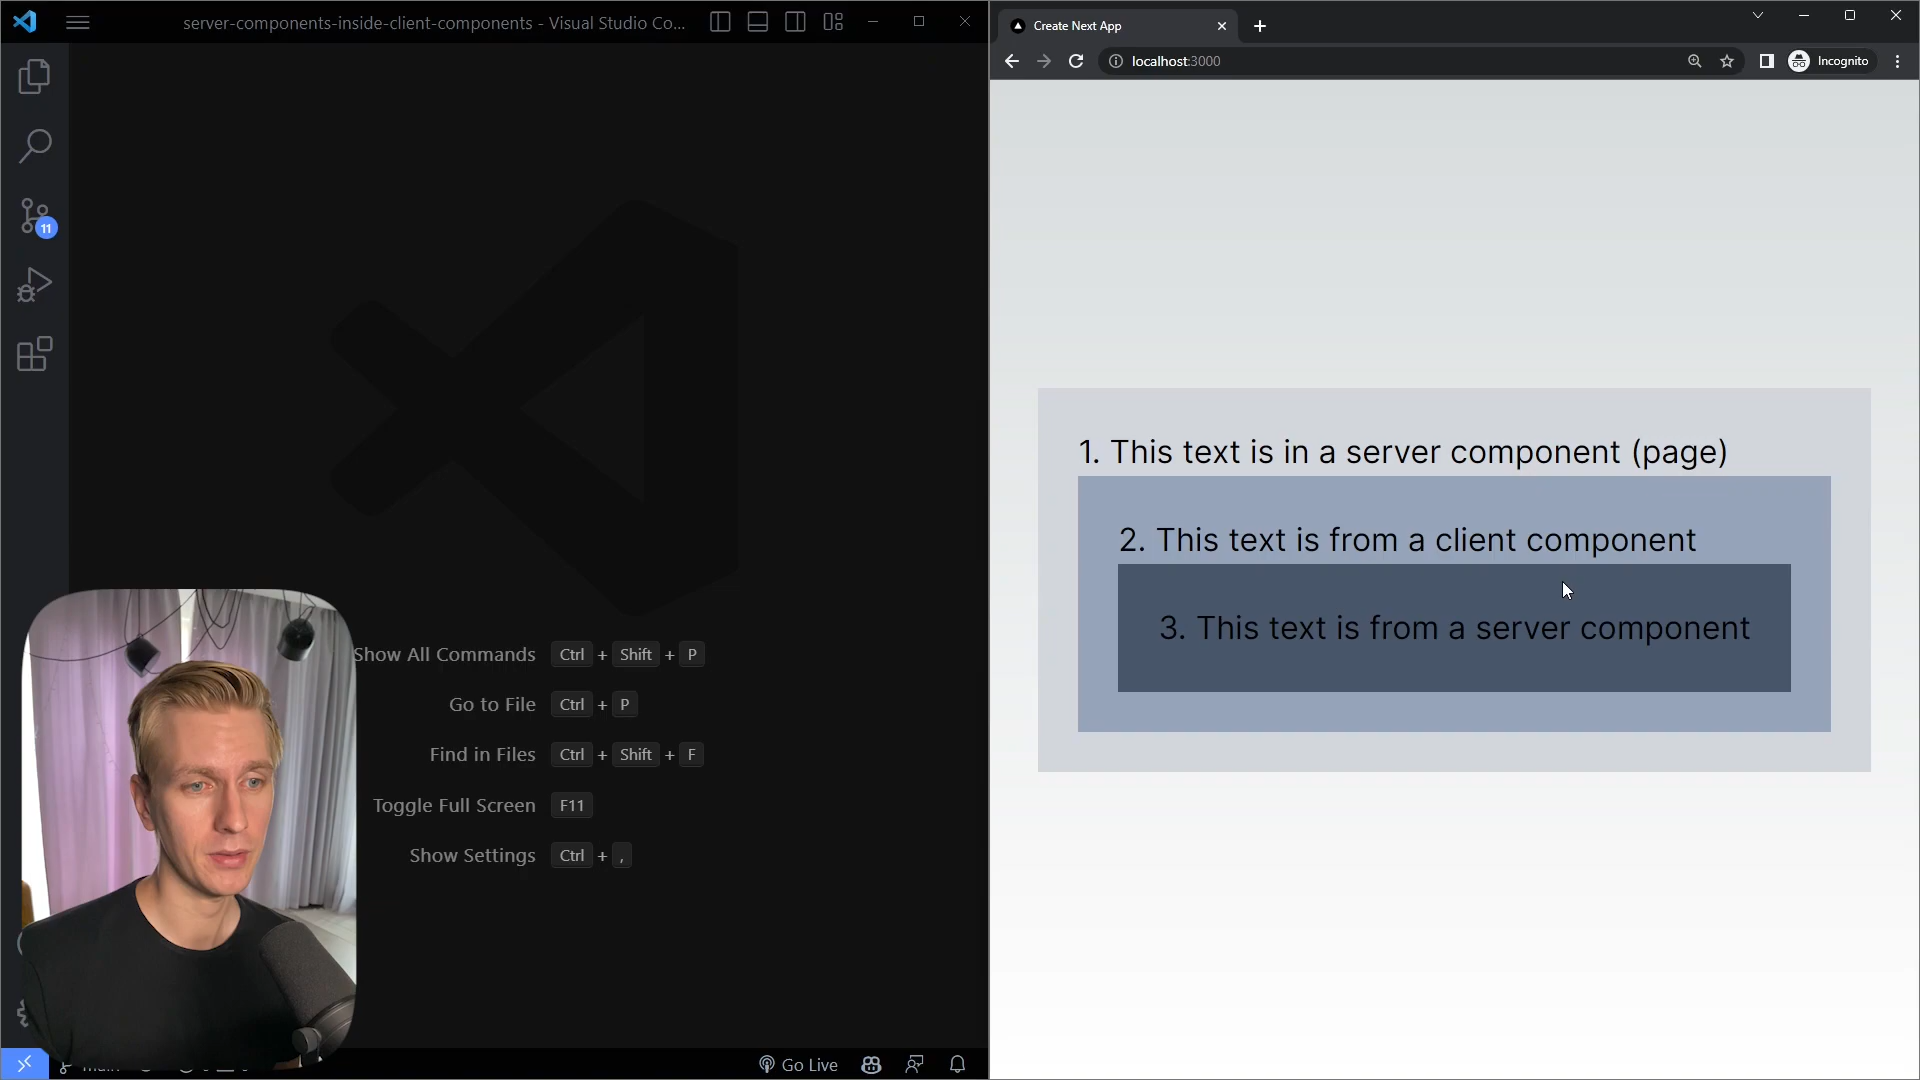 server-components-inside-client-components - Visual Studio Co...
11
Show All Commands Ctrl + Shift + P
Go to File Ctrl + P
Find in Files Ctrl + Shift + F
Toggle Full Screen F11
Show Settings Ctrl + ,
Go Live
Create Next App
localhost:3000
Incognito
1. This text is in a server component (page)
2. This text is from a client component
3. This text is from a server component